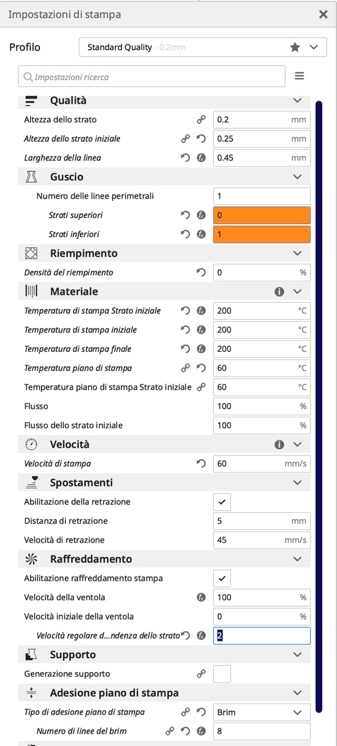 Impostazioni di stampa
Profilo
Standard Quality - 0.2mm
Impostazioni ricerca
Qualità
Altezza dello strato 0.2 mm
Altezza dello strato iniziale 0.25 mm
Larghezza della linea 0.45 mm
Guscio
Numero delle linee perimetrali 1
Strati superiori 0
Strati inferiori 1
Riempimento
Densità del riempimento 0 %
Materiale
Temperatura di stampa Strato iniziale 200 °C
Temperatura di stampa iniziale 200 °C
Temperatura di stampa finale 200 °C
Temperatura piano di stampa 60 °C
Temperatura piano di stampa Strato iniziale 60 °C
Flusso 100 %
Flusso dello strato iniziale 100 %
Velocità
Velocità di stampa 60 mm/s
Spostamenti
Abilitazione della retrazione
Distanza di retrazione 5 mm
Velocità di retrazione 45 mm/s
Raffreddamento
Abilitazione raffreddamento stampa
Velocità della ventola 100 %
Velocità iniziale della ventola 0 %
Velocità regolare d...ndenza dello strato 2
Supporto
Generazione supporto
Adesione piano di stampa
Tipo di adesione piano di stampa Brim
Numero di linee del brim 8